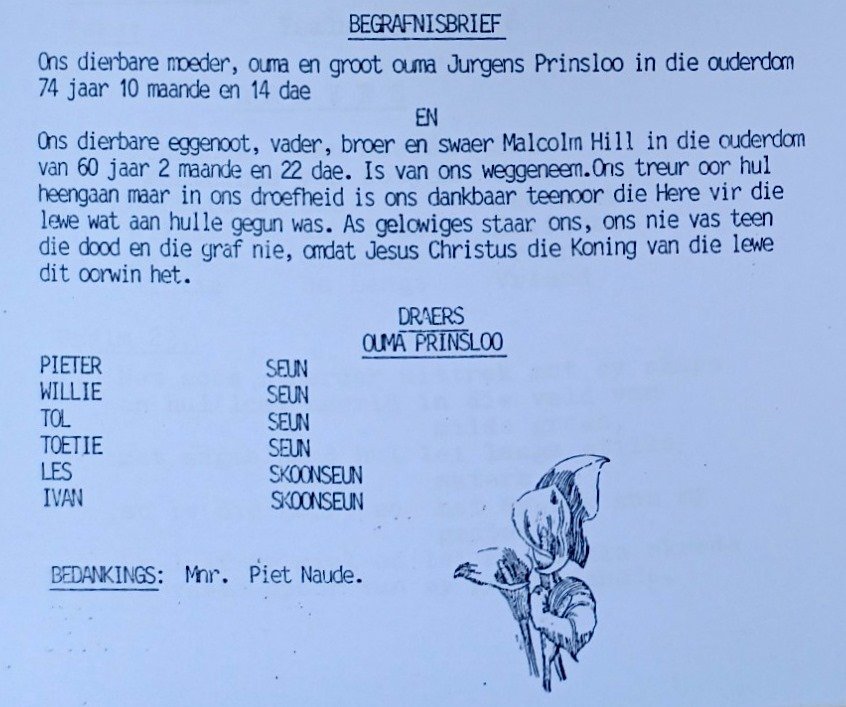 BEGRAFNISBRIEF
Ons dierbare moeder, ouma en groot ouma Jurgens Prinsloo in die ouderdom
74 jaar 10 maande en 14 dae
EN
Ons dierbare eggenoot, vader, broer en swaer Malcolm Hill in die ouderdom
van 60 jaar 2 maande en 22 dae. Is van ons weggeneem.Ons treur oor hul
heengaan maar in ons droefheid is ons dankbaar teenoor die Here vir die
lewe wat aan hulle gegun was. As gelowiges staar ons, ons nie vas teen
die dood en die graf nie, omdat Jesus Christus die Koning van die lewe
dit oorwin het.
DRAERS
OUMA PRINSLOO
PIETER SEUN
WILLIE SEUN
TOL SEUN
TOETIE SEUN
LES SKOONSEUN
IVAN SKOONSEUN
BEDANKINGS: Mnr. Piet Naude.